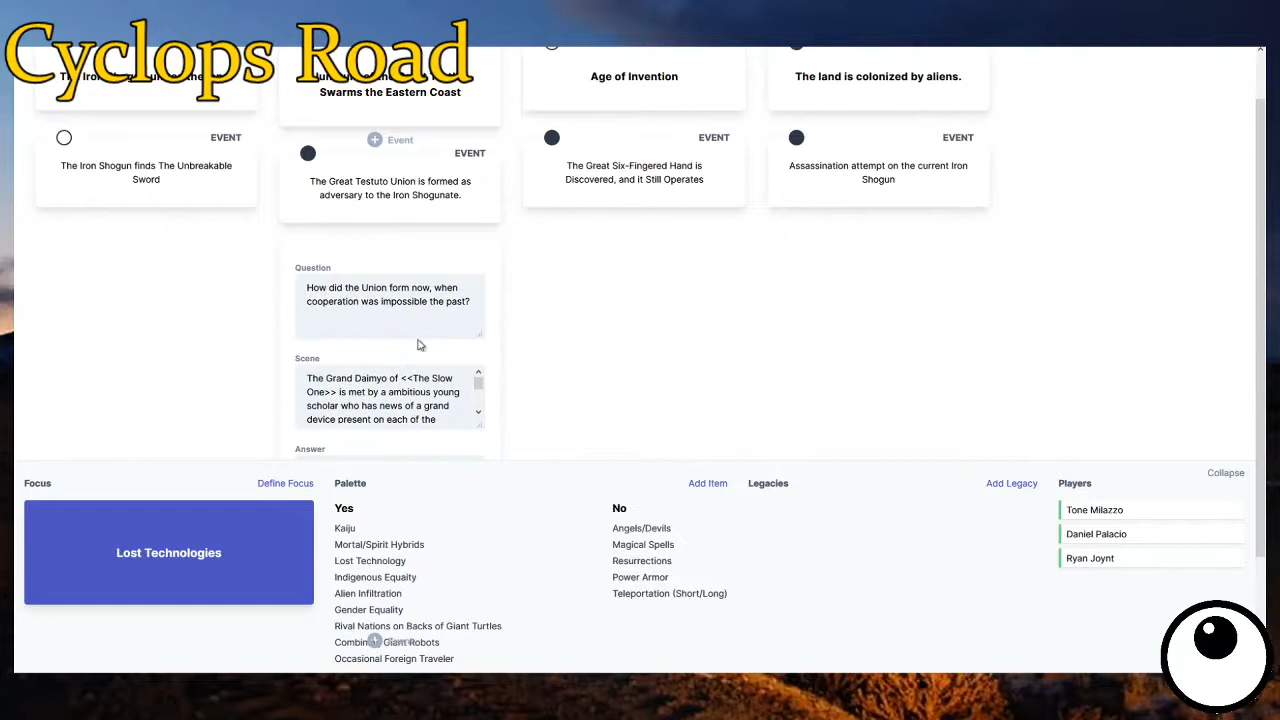 Cyclops Road
Swarms the Eastern Coast
Age of Invention
The land is colonized by aliens.
EVENT
The Iron Shogun finds The Unbreakable
Sword
Event
EVENT
The Great Testuto Union is formed as
adversary to the Iron Shogunate.
EVENT
The Great Six-Fingered Hand is
Discovered, and it Still Operates
EVENT
Assassination attempt on the current Iron
Shogun
Question
How did the Union form now, when
cooperation was impossible the past?
Scene
The Grand Daimyo of <<The Slow
One>> is met by a ambitious young
scholar who has news of a grand
device present on each of the
Answer
Collapse
Focus
Define Focus
Lost Technologies
Palette
Add Item
Yes
Kaiju
Mortal/Spirit Hybrids
Lost Technology
Indigenous Equaity
Alien Infiltration
Gender Equality
Rival Nations on Backs of Giant Turtles
Combining Giant Robots
Occasional Foreign Traveler
No
Angels/Devils
Magical Spells
Resurrections
Power Armor
Teleportation (Short/Long)
Legacies
Add Legacy
Players
Tone Milazzo
Daniel Palacio
Ryan Joynt